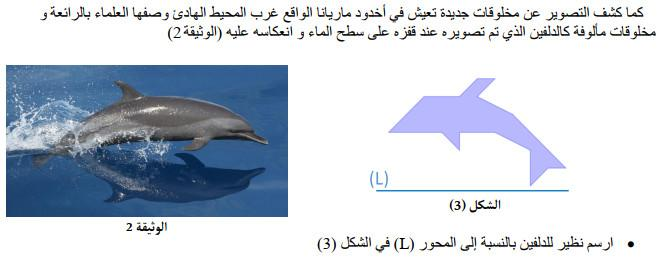 كما كشف التصوير عن مخلوقات جديدة تعيش في أخدود ماريانا الواقع غرب المحيط الهادئ وصفها العلماء بالرائعة و
مخلوقات مألوفة كالدلفين الذي تم تصويره عند قفزه على سطح الماء و انعكاسه عليه (الوثيقة 2)
(L)
الشكل (3)
الوثيقة 2
• ارسم نظير للدلفين بالنسبة إلى المحور (L) في الشكل (3)